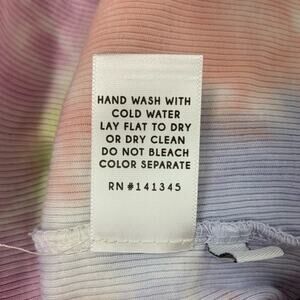 HAND WASH WITH
COLD WATER
LAY FLAT TO DRY
OR DRY CLEAN
DO NOT BLEACH
COLOR SEPARATE
RN #141345